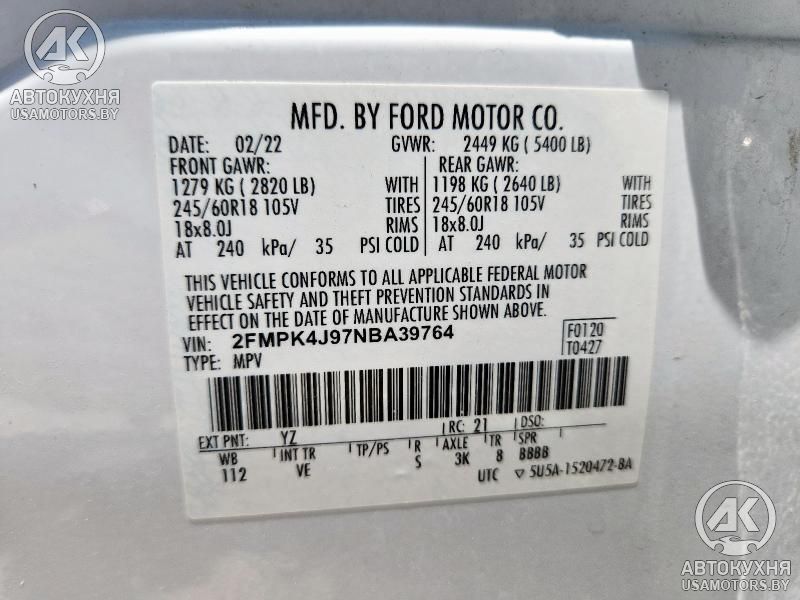 4K
АВТОКУХНЯ
USAMOTORS.BY
MFD. BY FORD MOTOR CO.
DATE: 02/22 GVWR: 2449 KG ( 5400 LB)
FRONT GAWR: REAR GAWR:
1279 KG ( 2820 LB) WITH 1198 KG ( 2640 LB) WITH
245/60R18 105V TIRES 245/60R18 105V TIRES
18x8.0J RIMS 18x8.0J RIMS
AT 240 kPa/ 35 PSI COLD AT 240 kPa/ 35 PSI COLD
THIS VEHICLE CONFORMS TO ALL APPLICABLE FEDERAL MOTOR
VEHICLE SAFETY AND THEFT PREVENTION STANDARDS IN
EFFECT ON THE DATE OF MANUFACTURE SHOWN ABOVE.
VIN: 2FMPK4J97NBA39764 F0120
TYPE: MPV T0427
EXT PNT: YZ RC: 21 DSO:
WB INT TR TP/PS R AXLE TR SPR
112 VE S 3K 8 BBBB
UTC ▽ 5U5A-1520472-BA
4K
АВТОКУХНЯ
USAMOTORS.BY